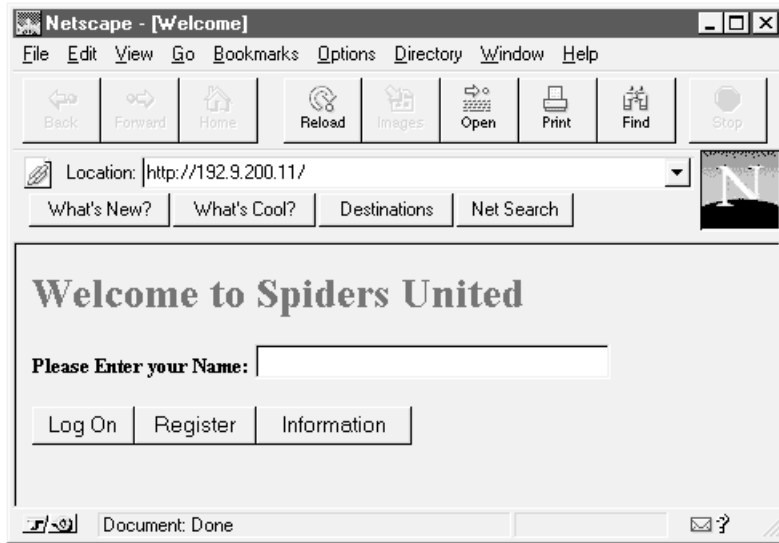 Netscape - [Welcome]
File Edit View Go Bookmarks Options Directory Window Help
Back Forward Home Reload Images Open Print Find Stop
Location: http://192.9.200.11/
N
What's New? What's Cool? Destinations Net Search
Welcome to Spiders United
Please Enter your Name:
Log On Register Information
Document: Done
?